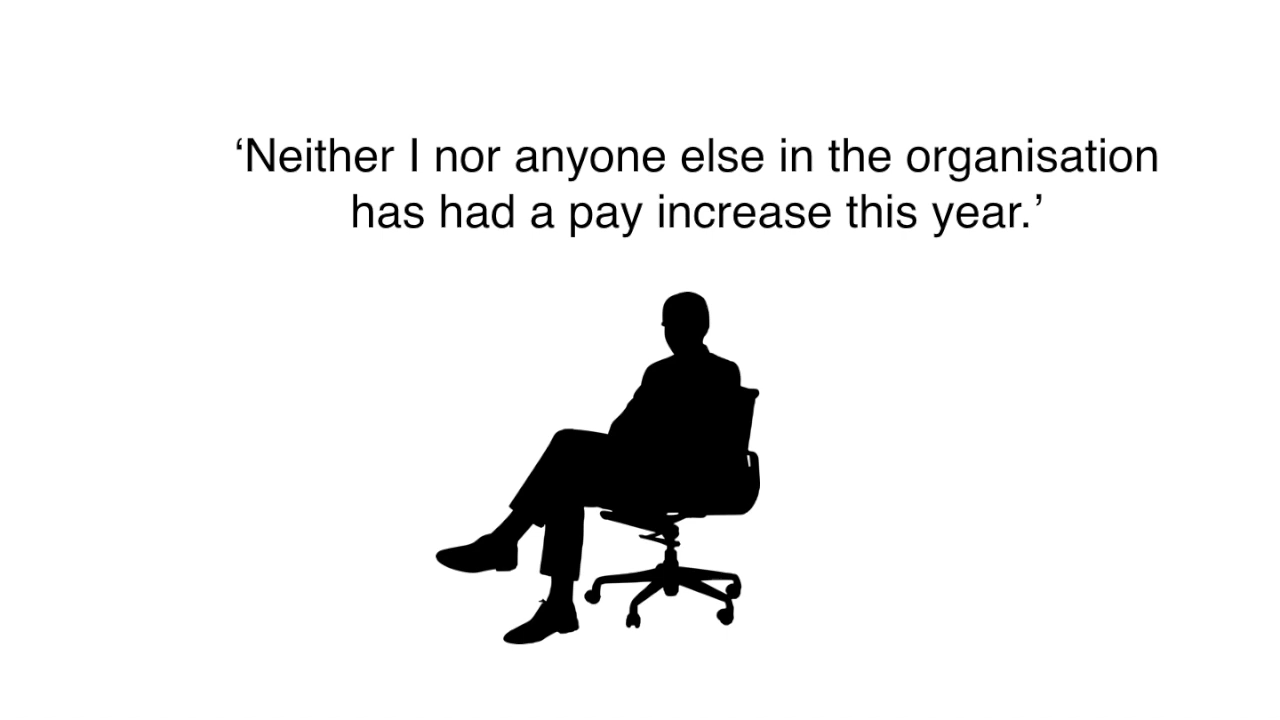 ‘Neither I nor anyone else in the organisation
has had a pay increase this year.’